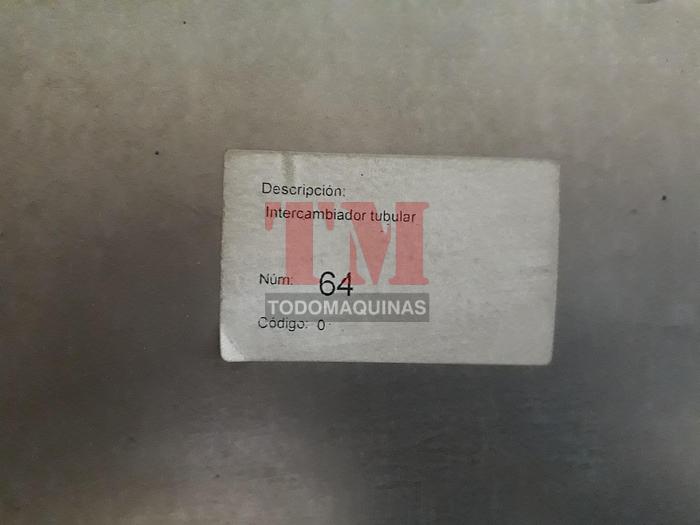 Descripción:
Intercambiador tubular
TM
Núm: 64
TODOMAQUINAS
Código: 0